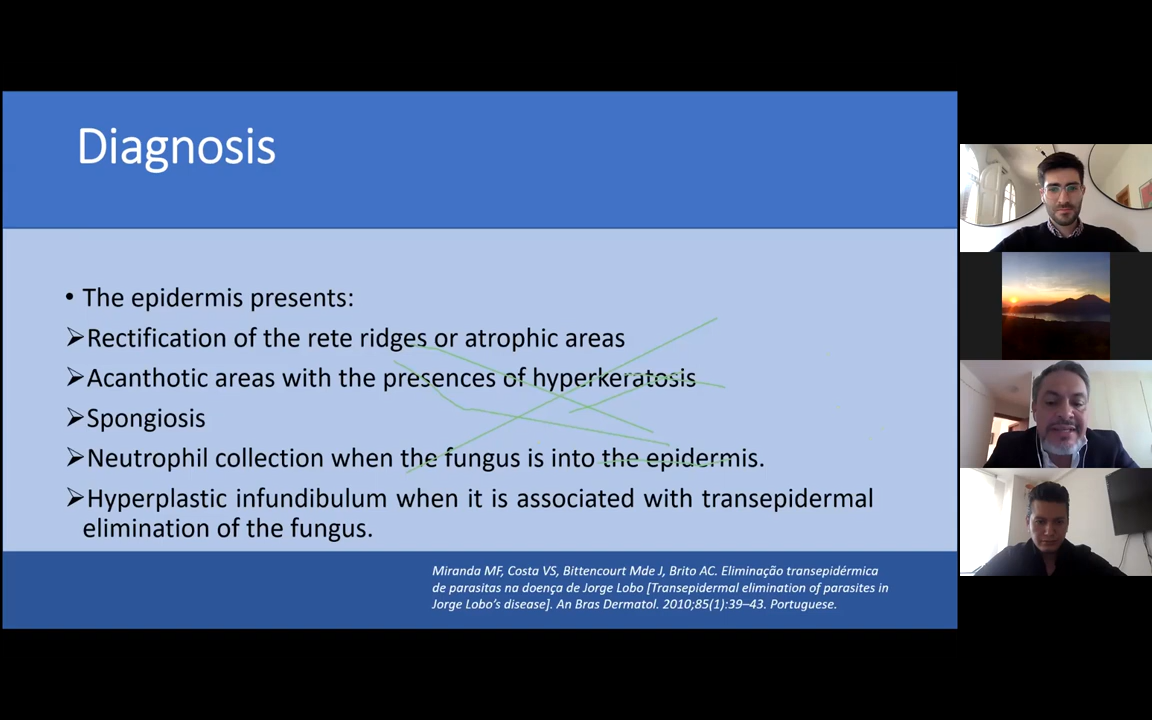 Diagnosis
• The epidermis presents:
➢Rectification of the rete ridges or atrophic areas
➢Acanthotic areas with the presences of hyperkeratosis
➢Spongiosis
➢Neutrophil collection when the fungus is into the epidermis.
➢Hyperplastic infundibulum when it is associated with transepidermal
elimination of the fungus.
Miranda MF, Costa VS, Bittencourt Mde J, Brito AC. Eliminação transepidérmica
de parasitas na doença de Jorge Lobo [Transepidermal elimination of parasites in
Jorge Lobo's disease]. An Bras Dermatol. 2010;85(1):39–43. Portuguese.